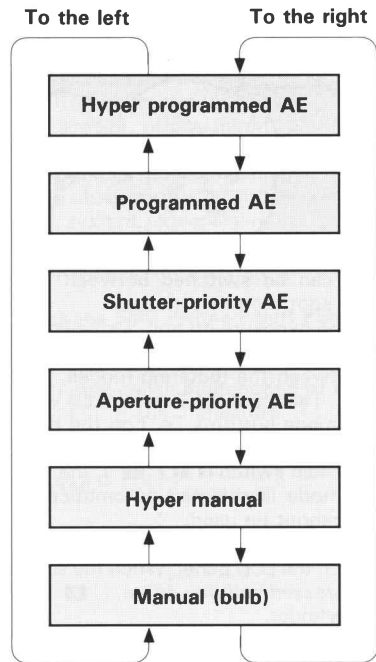 To the left To the right
Hyper programmed AE
Programmed AE
Shutter-priority AE
Aperture-priority AE
Hyper manual
Manual (bulb)